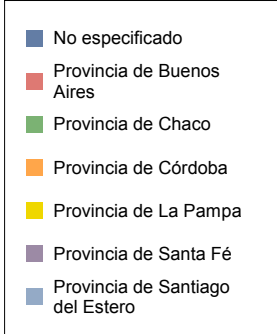 No especificado
Provincia de Buenos
Aires
Provincia de Chaco
Provincia de Córdoba
Provincia de La Pampa
Provincia de Santa Fé
Provincia de Santiago
del Estero